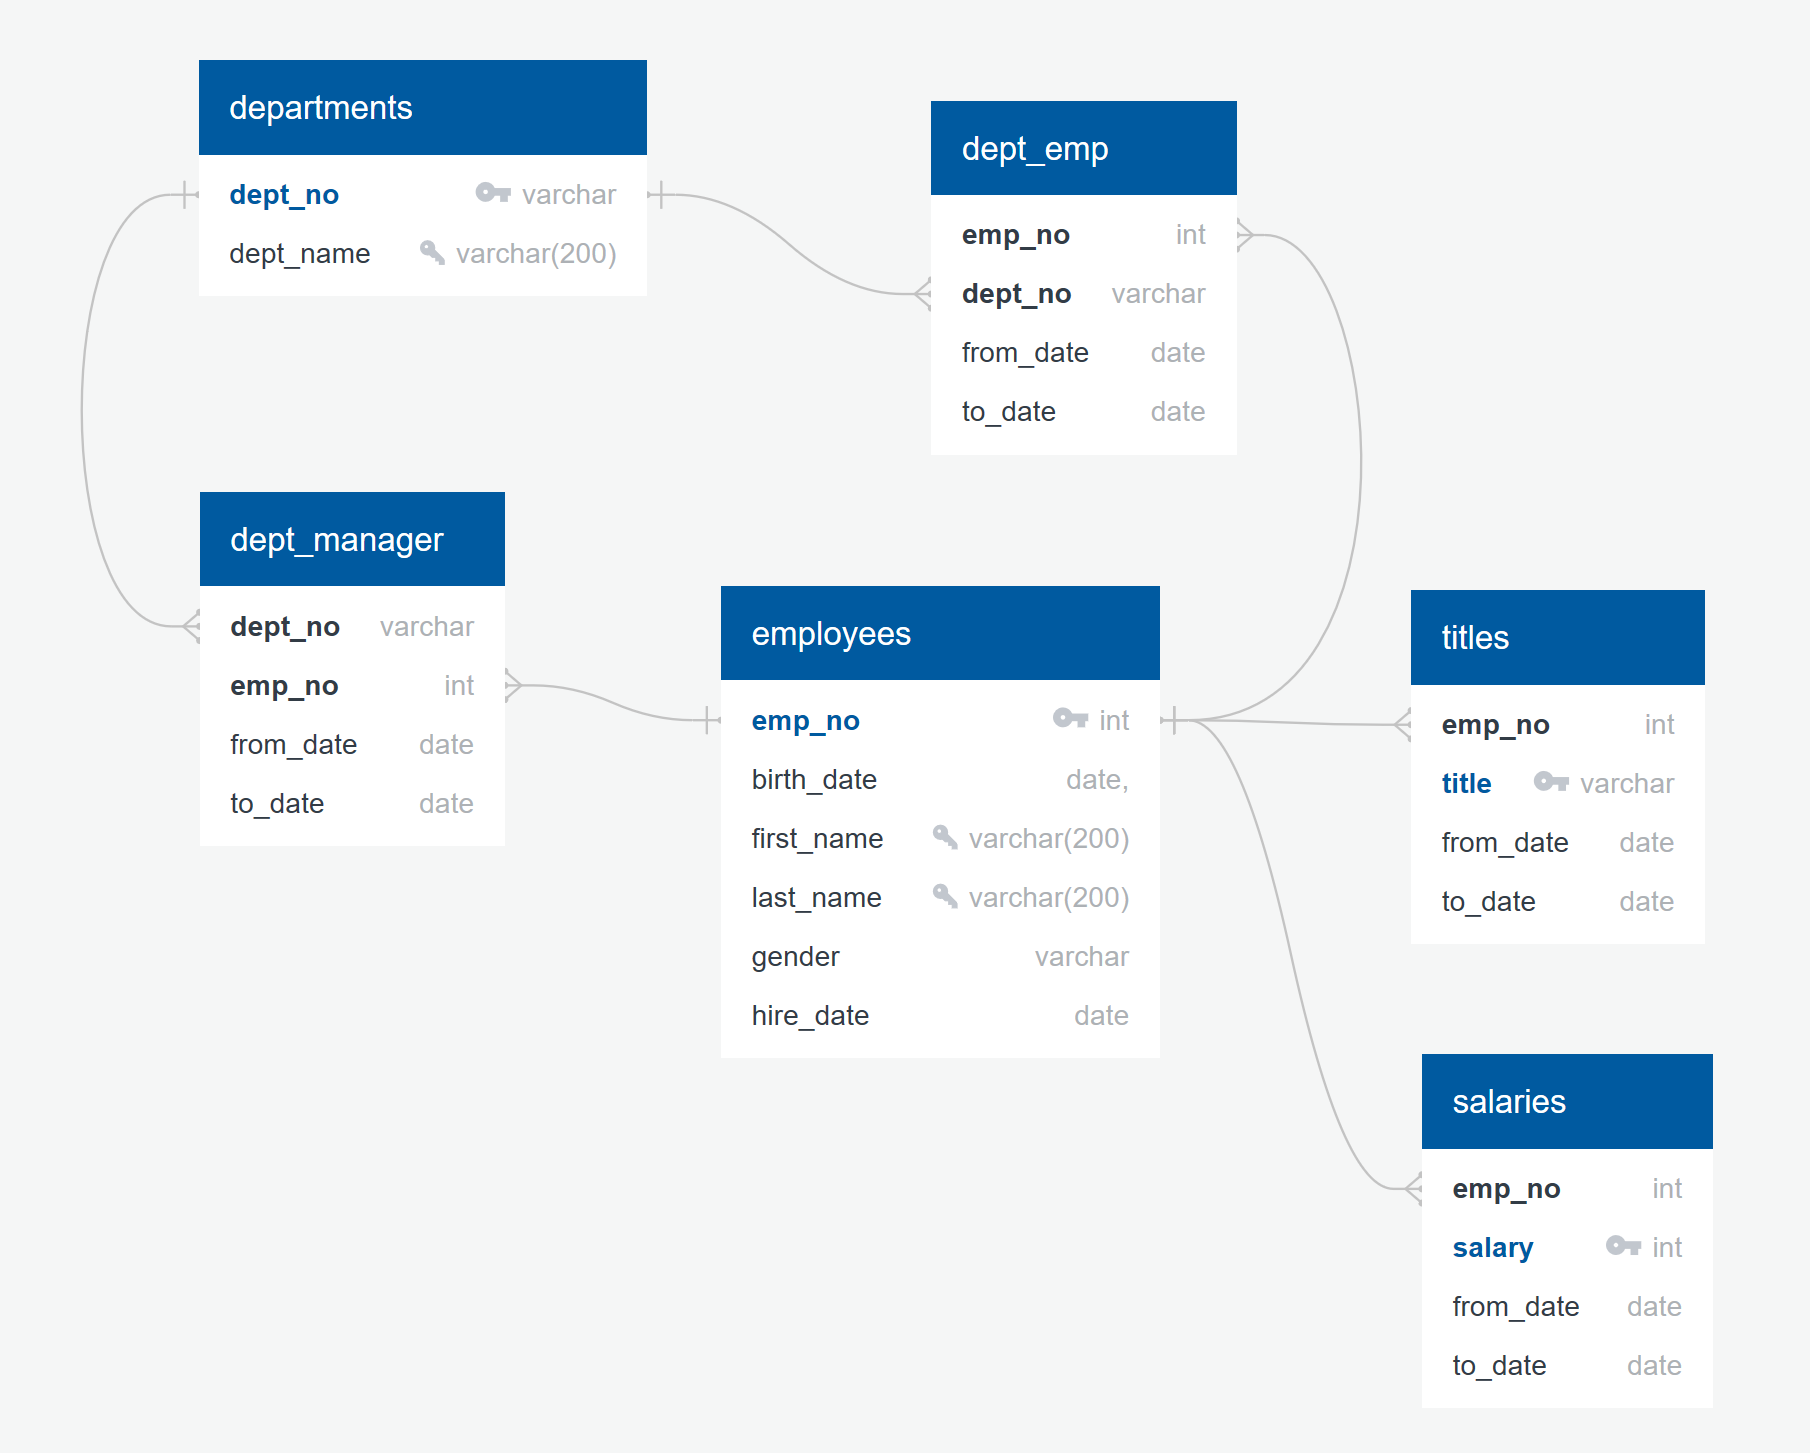 departments
dept_no varchar
dept_name varchar(200)
dept_emp
emp_no int
dept_no varchar
from_date date
to_date date
dept_manager
dept_no varchar
emp_no int
from_date date
to_date date
employees
emp_no int
birth_date date,
first_name varchar(200)
last_name varchar(200)
gender varchar
hire_date date
titles
emp_no int
title varchar
from_date date
to_date date
salaries
emp_no int
salary int
from_date date
to_date date